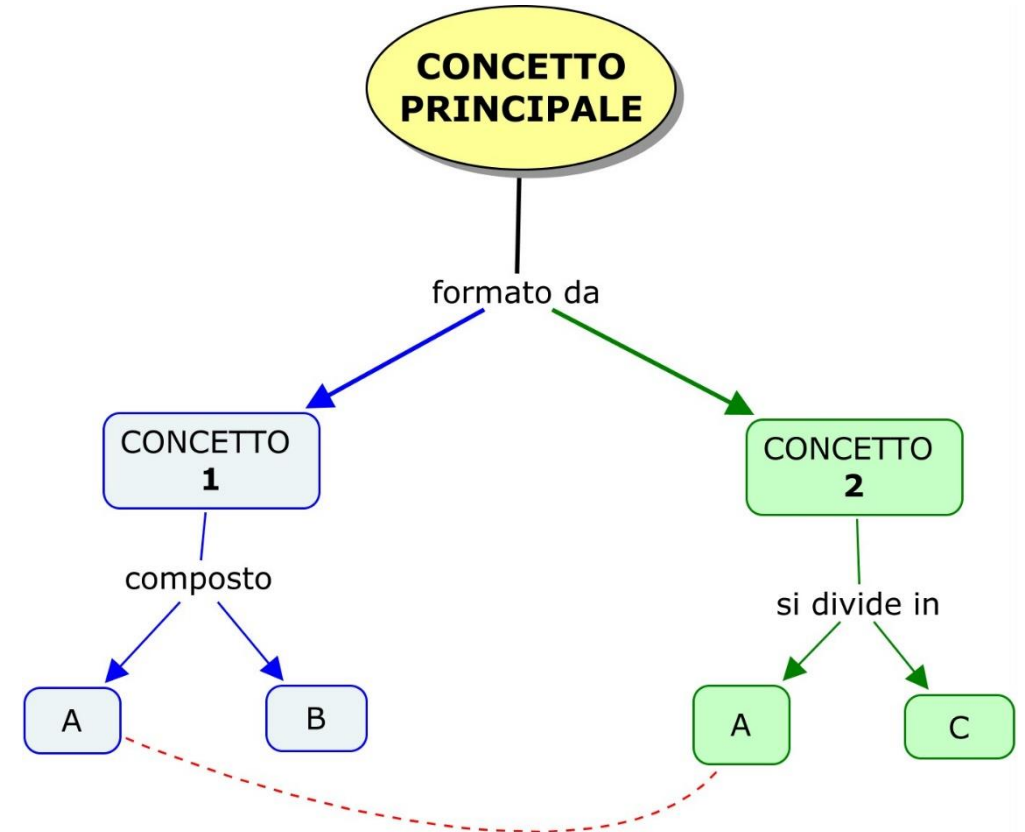 CONCETTO
PRINCIPALE
formato da
CONCETTO
1
CONCETTO
2
composto
si divide in
A
B
A
C